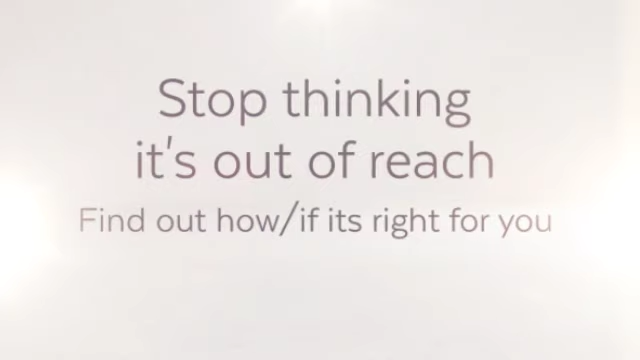 Stop thinking
it's out of reach
Find out how/if its right for you